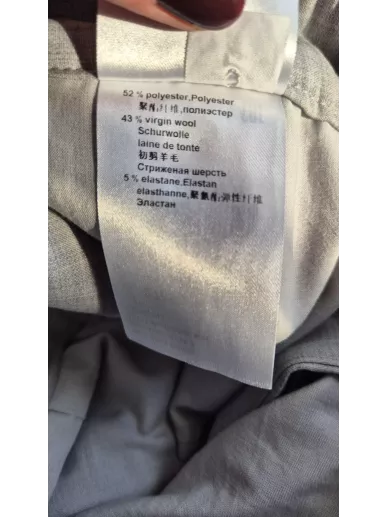 52 % polyester,Polyester
聚酯纤维,полиэстер
43 % virgin wool
Schurwolle
laine de tonte
初剪羊毛
Стриженая шерсть
5 % elastane,Elastan
elasthanne,聚氨酯弹性纤维
Эластан